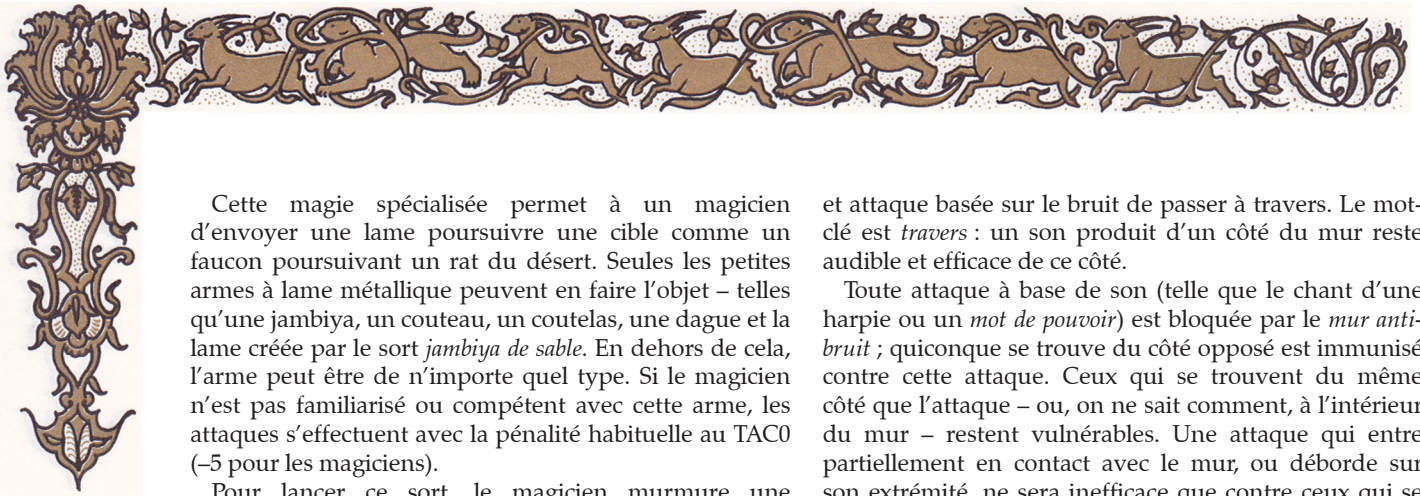 Cette magie spécialisée permet à un magicien
d'envoyer une lame poursuivre une cible comme un
faucon poursuivant un rat du désert. Seules les petites
armes à lame métallique peuvent en faire l'objet – telles
qu'une jambiya, un couteau, un coutelas, une dague et la
lame créée par le sort jambiya de sable. En dehors de cela,
l'arme peut être de n'importe quel type. Si le magicien
n'est pas familiarisé ou compétent avec cette arme, les
attaques s'effectuent avec la pénalité habituelle au TAC0
(–5 pour les magiciens).
Pour lancer ce sort, le magicien murmure une
et attaque basée sur le bruit de passer à travers. Le mot-
clé est travers : un son produit d'un côté du mur reste
audible et efficace de ce côté.
Toute attaque à base de son (telle que le chant d'une
harpie ou un mot de pouvoir) est bloquée par le mur anti-
bruit ; quiconque se trouve du côté opposé est immunisé
contre cette attaque. Ceux qui se trouvent du même
côté que l'attaque – ou, on ne sait comment, à l'intérieur
du mur – restent vulnérables. Une attaque qui entre
partiellement en contact avec le mur, ou déborde sur
son extrémité, ne sera inefficace que contre ceux qui se